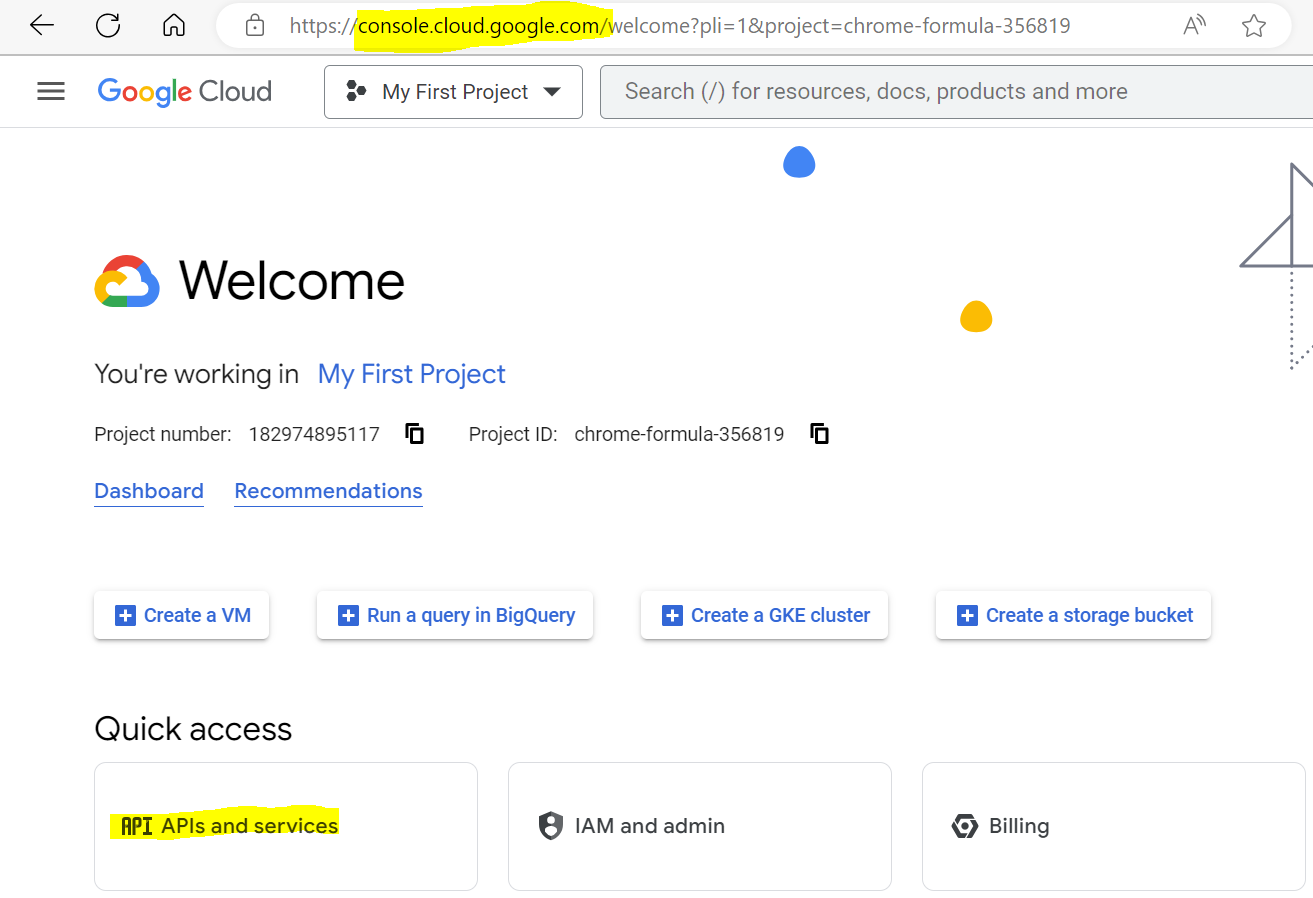 https://console.cloud.google.com/welcome?pli=1&project=chrome-formula-356819
Google Cloud My First Project Search (/) for resources, docs, products and more
Welcome
You're working in My First Project
Project number: 182974895117 Project ID: chrome-formula-356819
Dashboard Recommendations
Create a VM Run a query in BigQuery Create a GKE cluster Create a storage bucket
Quick access
API APIs and services IAM and admin Billing